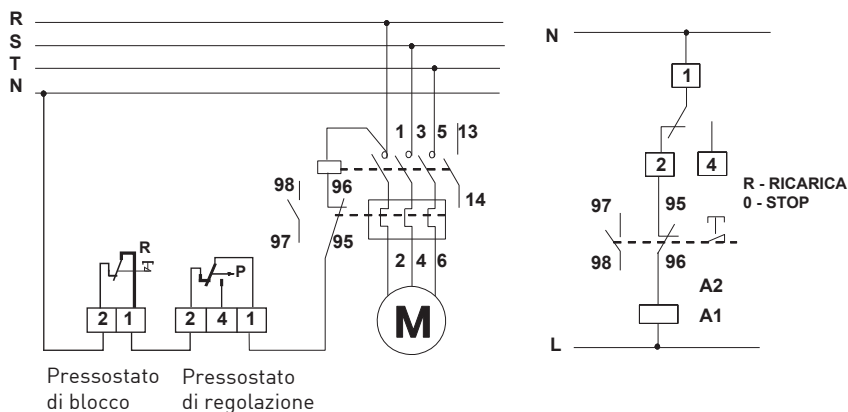 R
S
T
N
1 3 5 13
98 96 14
97 95
2 4 6
M
R
P
2 1
2 4 1
Pressostato
di blocco
Pressostato
di regolazione
N
1
2 4
R - RICARICA
0 - STOP
97 95
98 96
A2
A1
L